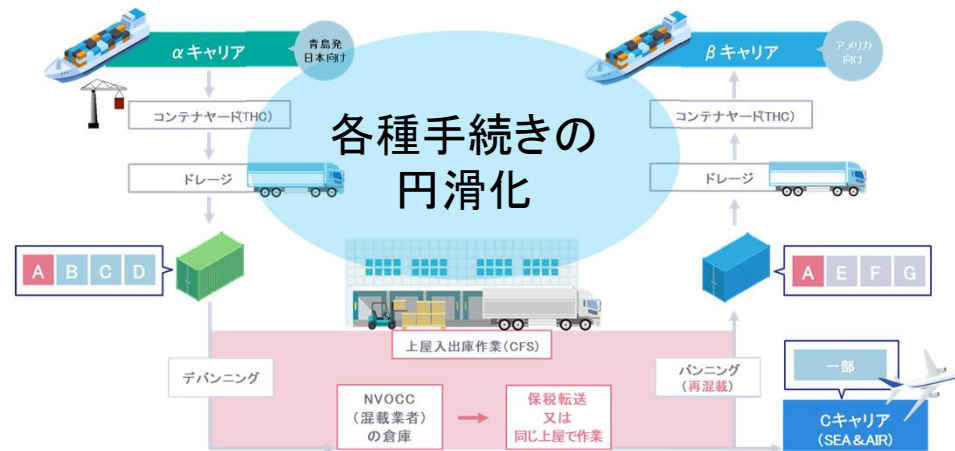 αキャリア
青島発
日本向け
コンテナヤード(THC)
ドレージ
A B C D
デバンニング
各種手続きの
円滑化
βキャリア
アメリカ
向け
コンテナヤード(THC)
ドレージ
A E F G
上屋入出庫作業(CFS)
NVOCC
(混載業者)
の倉庫
保税転送
又は
同じ上屋で作業
バンニング
(再混載)
一部
Cキャリア
(SEA&AIR)